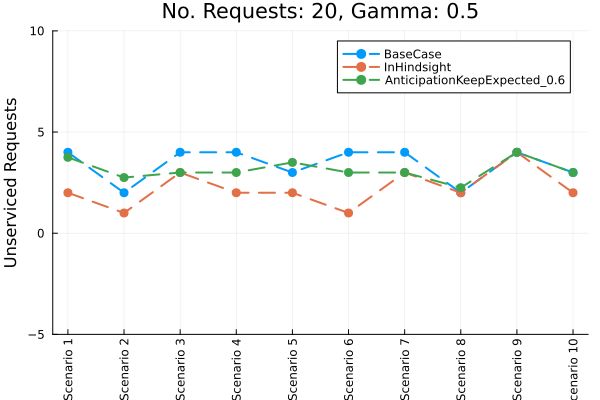 No. Requests: 20, Gamma: 0.5
Unserviced Requests
10
5
0
−5
BaseCase
InHindsight
AnticipationKeepExpected_0.6
Scenario 1
Scenario 2
Scenario 3
Scenario 4
Scenario 5
Scenario 6
Scenario 7
Scenario 8
Scenario 9
cenario 10